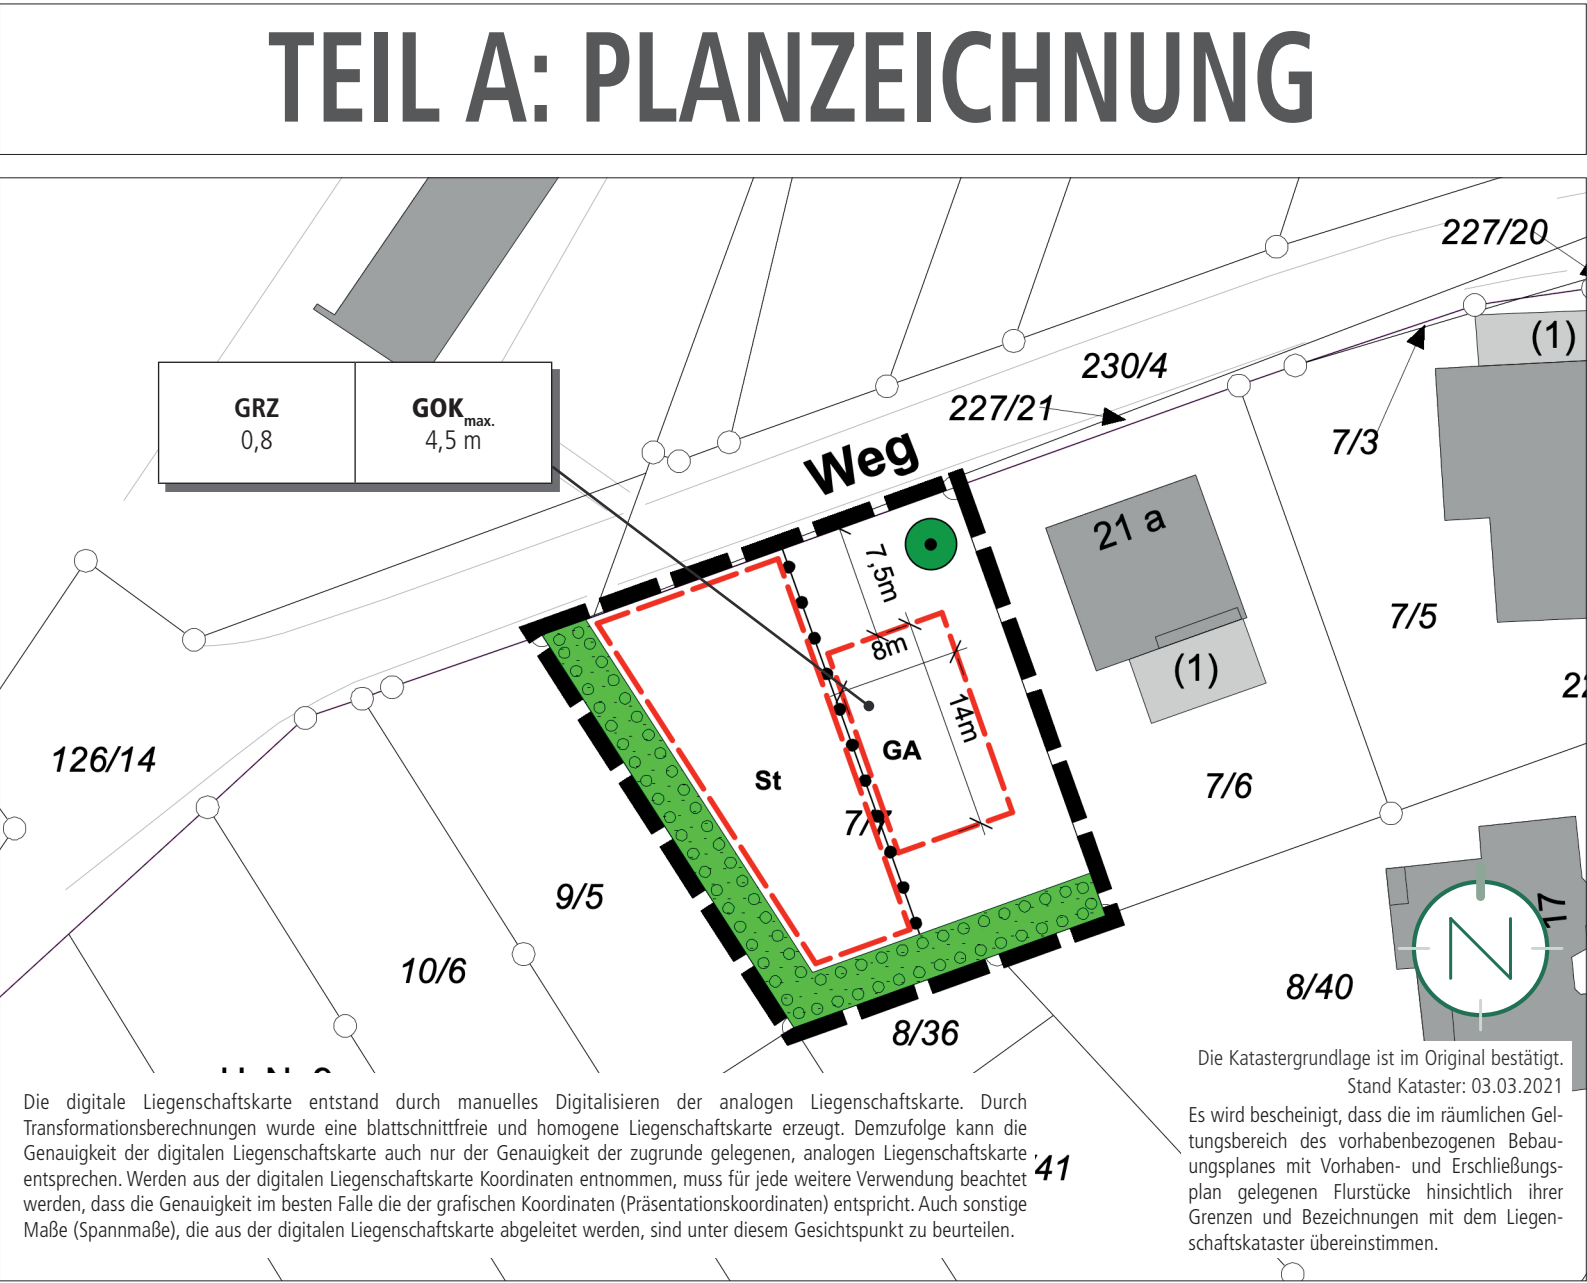 TEIL A: PLANZEICHNUNG
227/20
(1)
230/4
227/21
7/3
GRZ
0,8
GOK max.
4,5 m
Weg
21 a
7,5m
7/5
8m
(1)
14m
126/14
GA
St
7/6
7/7
9/5
17
N
10/6
8/40
8/36
Die Katastergrundlage ist im Original bestätigt.
Stand Kataster: 03.03.2021
Die digitale Liegenschaftskarte entstand durch manuelles Digitalisieren der analogen Liegenschaftskarte. Durch
Transformationsberechnungen wurde eine blattschnittfreie und homogene Liegenschaftskarte erzeugt. Demzufolge kann die
Genauigkeit der digitalen Liegenschaftskarte auch nur der Genauigkeit der zugrunde gelegenen, analogen Liegenschaftskarte
entsprechen. Werden aus der digitalen Liegenschaftskarte Koordinaten entnommen, muss für jede weitere Verwendung beachtet
werden, dass die Genauigkeit im besten Falle die der grafischen Koordinaten (Präsentationskoordinaten) entspricht. Auch sonstige
Maße (Spannmaße), die aus der digitalen Liegenschaftskarte abgeleitet werden, sind unter diesem Gesichtspunkt zu beurteilen.
41
Es wird bescheinigt, dass die im räumlichen Gel-
tungsbereich des vorhabenbezogenen Bebau-
ungsplanes mit Vorhaben- und Erschließungs-
plan gelegenen Flurstücke hinsichtlich ihrer
Grenzen und Bezeichnungen mit dem Liegen-
schaftskataster übereinstimmen.